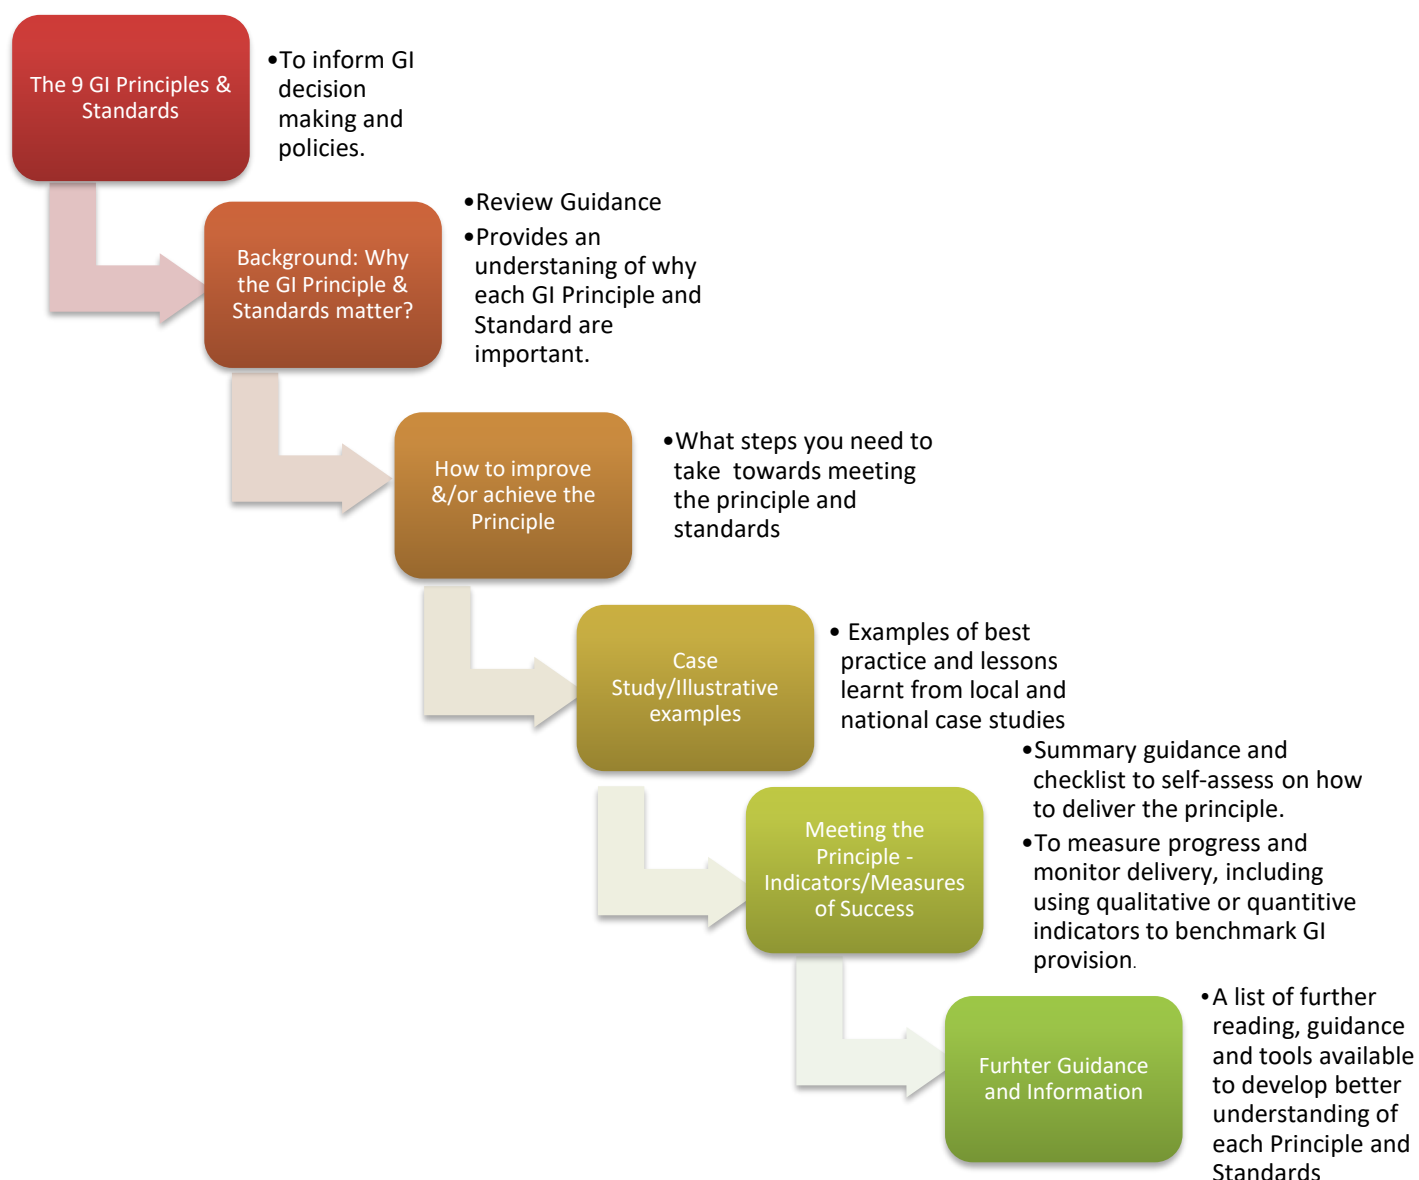 The 9 GI Principles &
Standards
•To inform GI
decision
making and
policies.
Background: Why
the GI Principle &
Standards matter?
•Review Guidance
•Provides an
understaning of why
each GI Principle and
Standard are
important.
How to improve
&/or achieve the
Principle
•What steps you need to
take  towards meeting
the principle and
standards
Case
Study/Illustrative
examples
• Examples of best
practice and lessons
learnt from local and
national case studies
Meeting the
Principle -
Indicators/Measures
of Success
•Summary guidance and
checklist to self-assess on how
to deliver the principle.
•To measure progress and
monitor delivery, including
using qualitative or quantitive
indicators to benchmark GI
provision.
Furhter Guidance
and Information
•A list of further
reading, guidance
and tools available
to develop better
understanding of
each Principle and
Standards